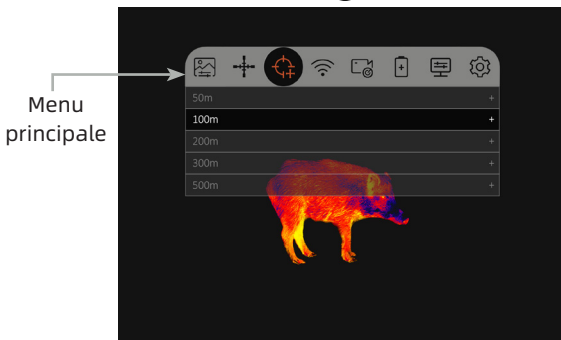 Menu
principale
50m +
100m +
200m +
300m +
500m +